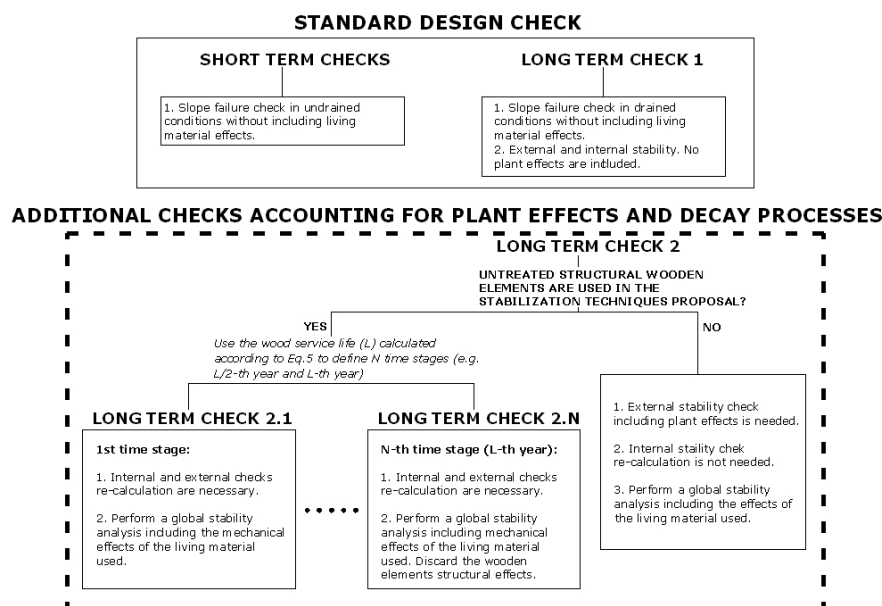 STANDARD DESIGN CHECK
SHORT TERM CHECKS
1. Slope failure check in undrained
conditions without including living
material effects.
LONG TERM CHECK 1
1. Slope failure check in drained
conditions without including living
material effects.
2. External and internal stability. No
plant effects are included.
ADDITIONAL CHECKS ACCOUNTING FOR PLANT EFFECTS AND DECAY PROCESSES
LONG TERM CHECK 2
UNTREATED STRUCTURAL WOODEN
ELEMENTS ARE USED IN THE
STABILIZATION TECHNIQUES PROPOSAL?
YES
Use the wood service life (L) calculated
according to Eq.5 to define N time stages (e.g.
L/2-th year and L-th year)
LONG TERM CHECK 2.1
1st time stage:
1. Internal and external checks
re-calculation are necessary.
2. Perform a global stability
analysis including the mechanical
effects of the living material
used.
LONG TERM CHECK 2.N
N-th time stage (L-th year):
1. Internal and external checks
re-calculation are necessary.
2. Perform a global stability
analysis including mechanical
effects of the living material
used. Discard the wooden
elements structural effects.
NO
1. External stability check
including plant effects is needed.
2. Internal staility chek
re-calculation is not needed.
3. Perform a global stability
analysis including the effects of
the living material used.